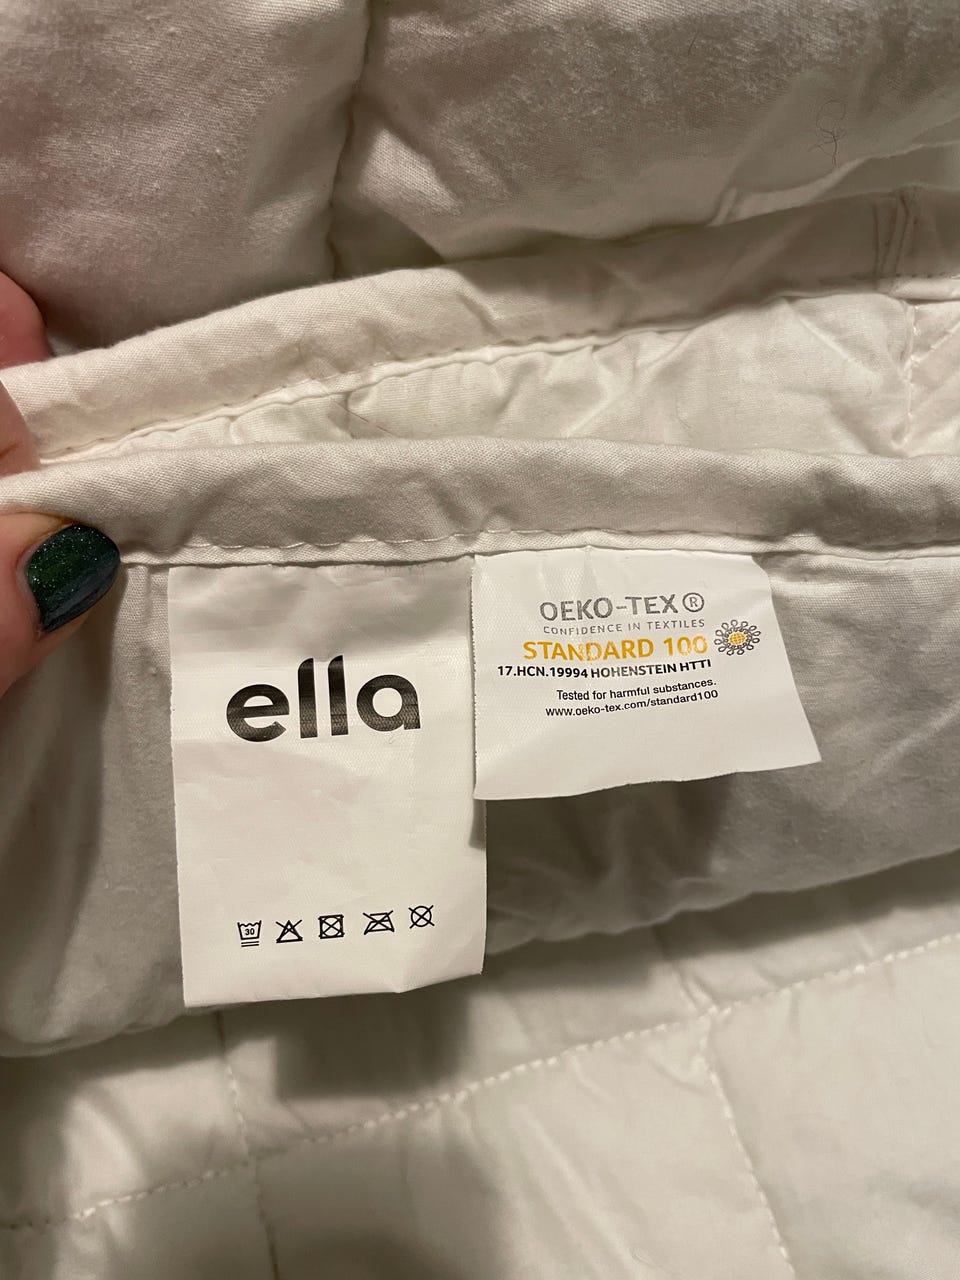 ella
30
OEKO-TEX®
CONFIDENCE IN TEXTILES
STANDARD 100
17.HCN.19994 HOHENSTEIN HTTI
Tested for harmful substances.
www.oeko-tex.com/standard100